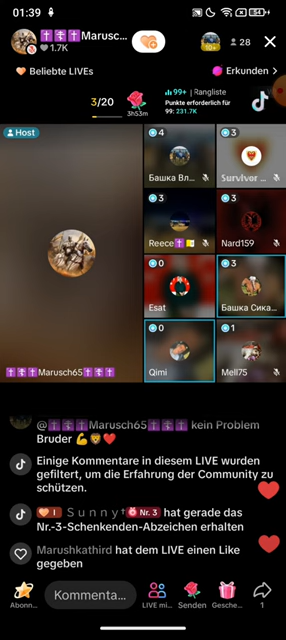 01:39
54
✝️☦️✝️Marusc...
1.7K
28
Beliebte LIVEs
Erkunden >
3/20
3h53m
99+ | Rangliste
Punkte erforderlich für
99: 231.7K
Host
4
Башка Вл...
3
Survivor ...
3
Reece✝️
3
Nard159
0
Esat
3
Башка Сика...
0
Qimi
1
Mell75
✝️☦️✝️Marusch65✝️☦️✝️
@✝️☦️✝️Marusch65✝️☦️✝️ kein Problem
Bruder 💪🦁❤️
Einige Kommentare in diesem LIVE wurden
gefiltert, um die Erfahrung der Community zu
schützen.
I S u n n y † Nr. 3 hat gerade das
Nr.-3-Schenkenden-Abzeichen erhalten
Marushkathird hat dem LIVE einen Like
gegeben
Kommenta...
Abonn...
LIVE mi...
Senden
Gesche...
1